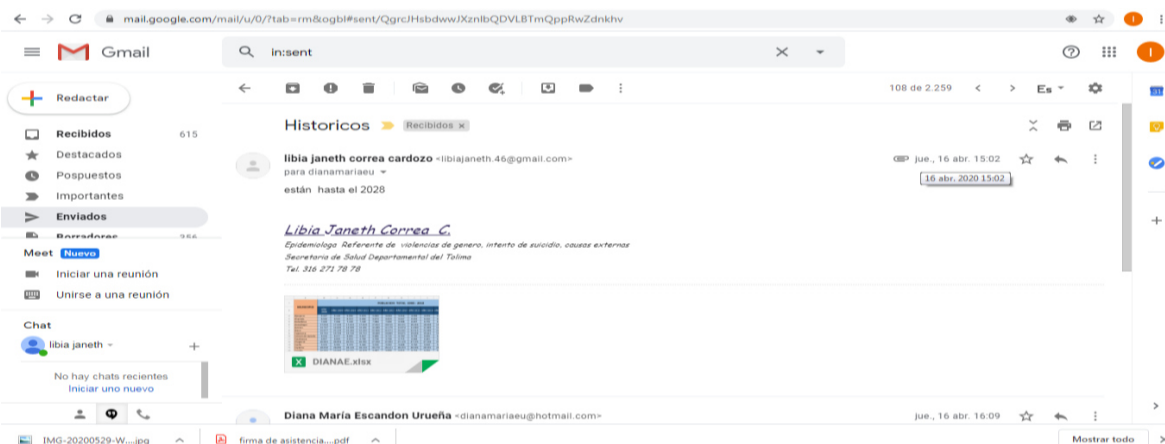 mail.google.com/mail/u/0/?tab=rm&ogbl#sent/QgrcJHsbdwwJXznlbQDVLBTmQppRwZdnkhv
Gmail
in:sent
Redactar
108 de 2.259
Es
Recibidos 615
Destacados
Pospuestos
Importantes
Enviados
Borradores 256
Meet Nuevo
Iniciar una reunión
Unirse a una reunión
Chat
libia janeth
No hay chats recientes
Iniciar uno nuevo
Historicos Recibidos x
libia janeth correa cardozo <libiajaneth.46@gmail.com>
jue., 16 abr. 15:02
para dianamariaeu
16 abr. 2020 15:02
están hasta el 2028
Libia Janeth Correa C.
Epidemiologa Referente de violencias de genero, intento de suicidio, causas externas
Secretaria de Salud Departamental del Tolima
Tel. 316 271 78 78
X DIANAE.xlsx
Diana María Escandon Urueña <dianamariaeu@hotmail.com>
jue., 16 abr. 16:09
IMG-20200529-W....jpg
firma de asistencia....pdf
Mostrar todo